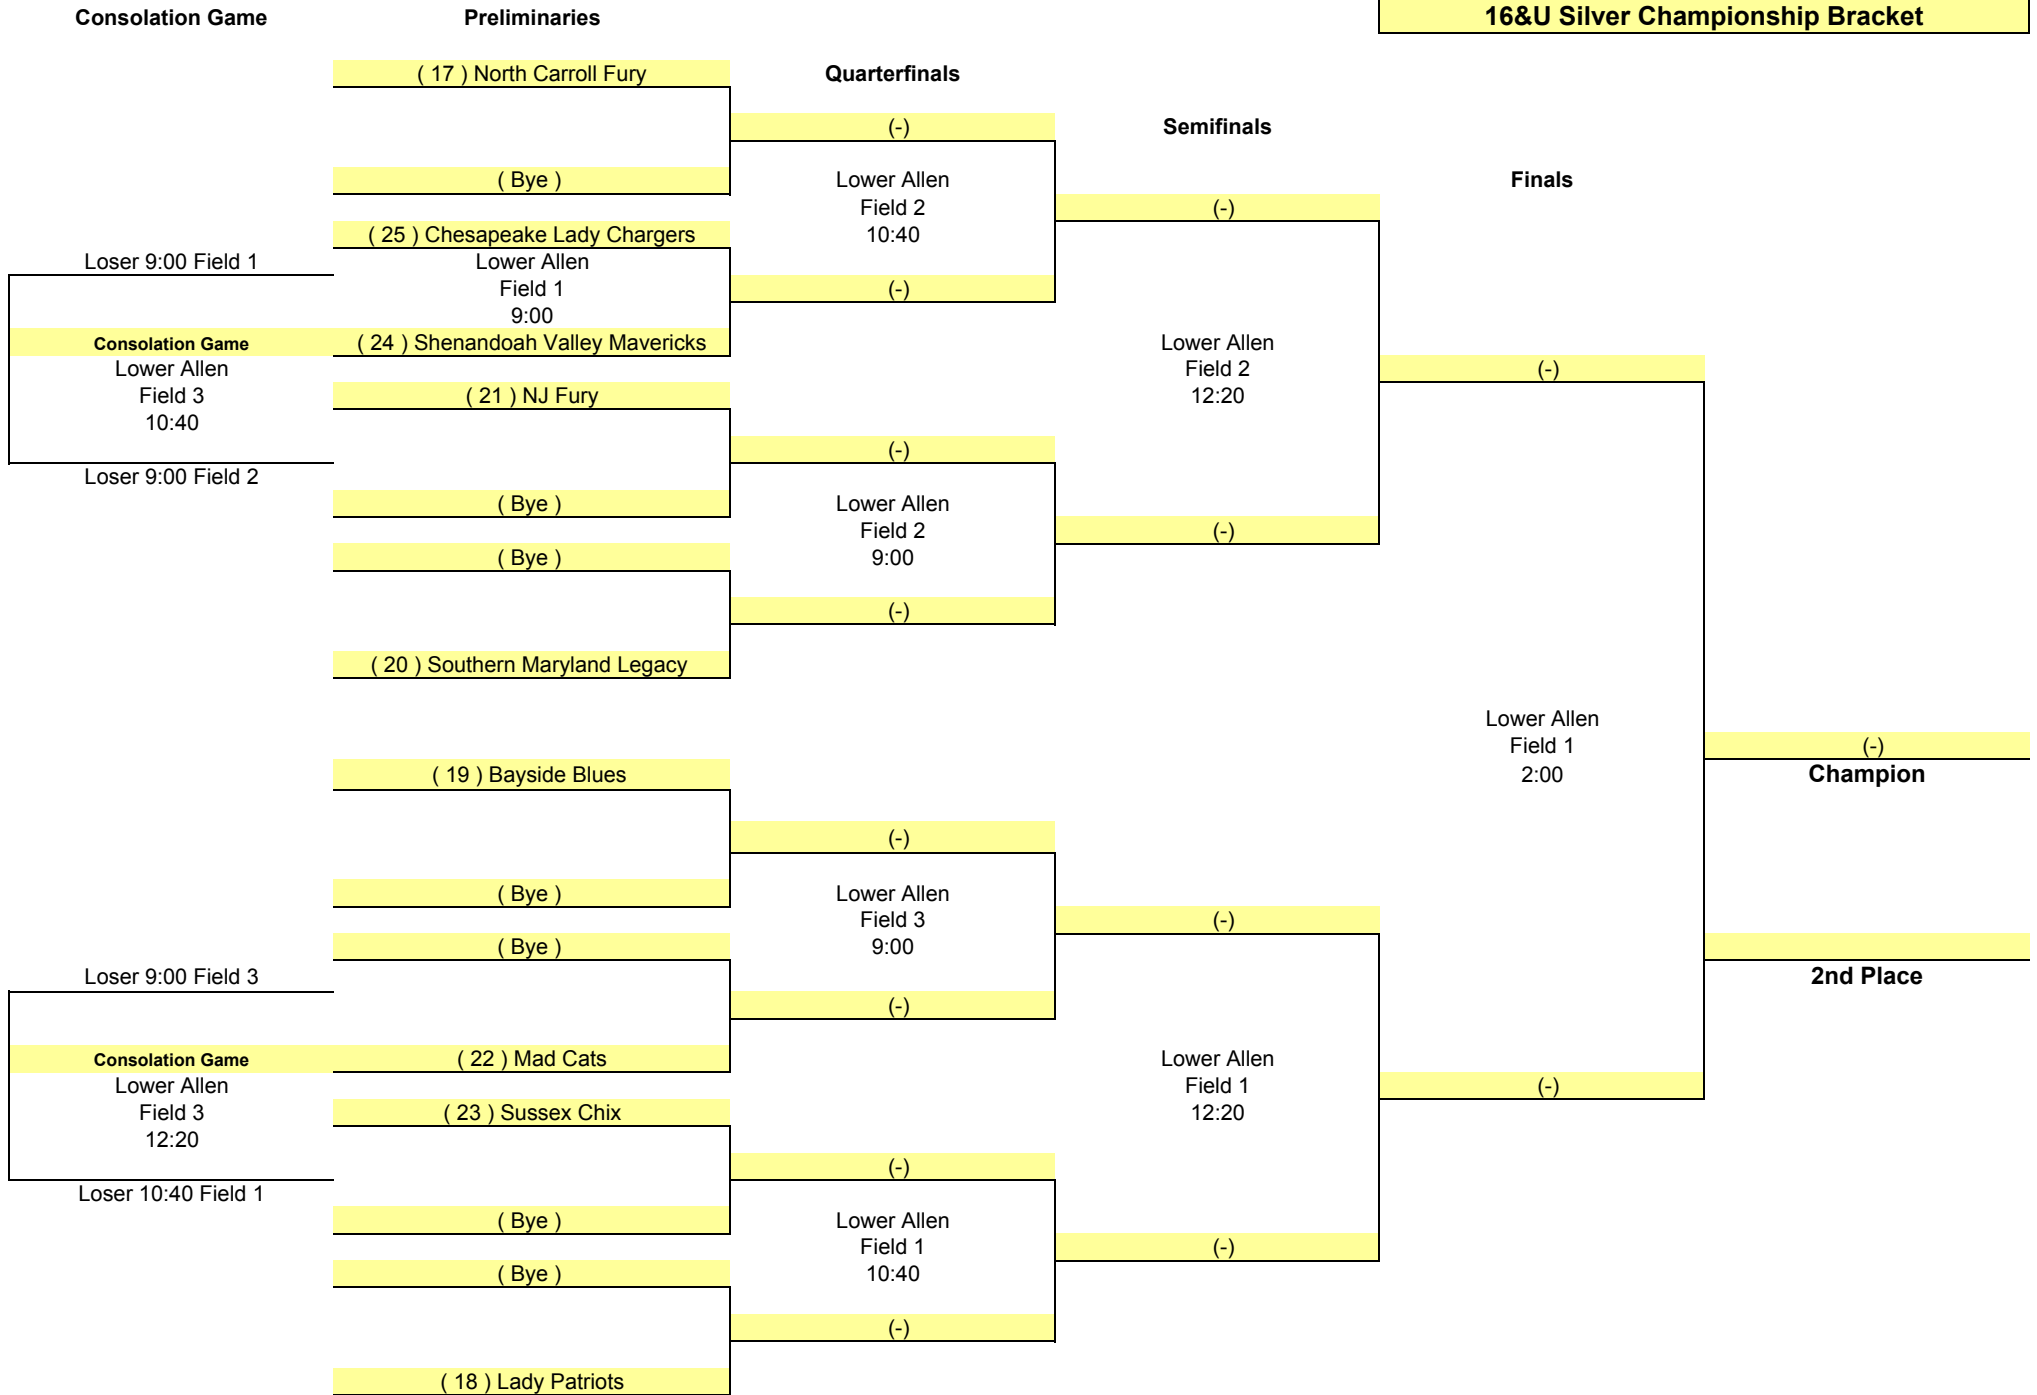 Consolation Game
Preliminaries
16&U Silver Championship Bracket
( 17 ) North Carroll Fury
Quarterfinals
(-)
Semifinals
( Bye )
Lower Allen
Field 2
10:40
Finals
(-)
( 25 ) Chesapeake Lady Chargers
Loser 9:00 Field 1
Lower Allen
Field 1
9:00
(-)
Consolation Game
( 24 ) Shenandoah Valley Mavericks
Lower Allen
Field 3
10:40
Lower Allen
Field 2
12:20
(-)
( 21 ) NJ Fury
(-)
Loser 9:00 Field 2
( Bye )
Lower Allen
Field 2
9:00
(-)
( Bye )
(-)
( 20 ) Southern Maryland Legacy
Lower Allen
Field 1
2:00
(-)
Champion
( 19 ) Bayside Blues
(-)
( Bye )
Lower Allen
Field 3
9:00
(-)
( Bye )
2nd Place
Loser 9:00 Field 3
(-)
Consolation Game
( 22 ) Mad Cats
Lower Allen
Field 3
12:20
Lower Allen
Field 1
12:20
(-)
( 23 ) Sussex Chix
(-)
Loser 10:40 Field 1
( Bye )
Lower Allen
Field 1
10:40
(-)
( Bye )
(-)
( 18 ) Lady Patriots